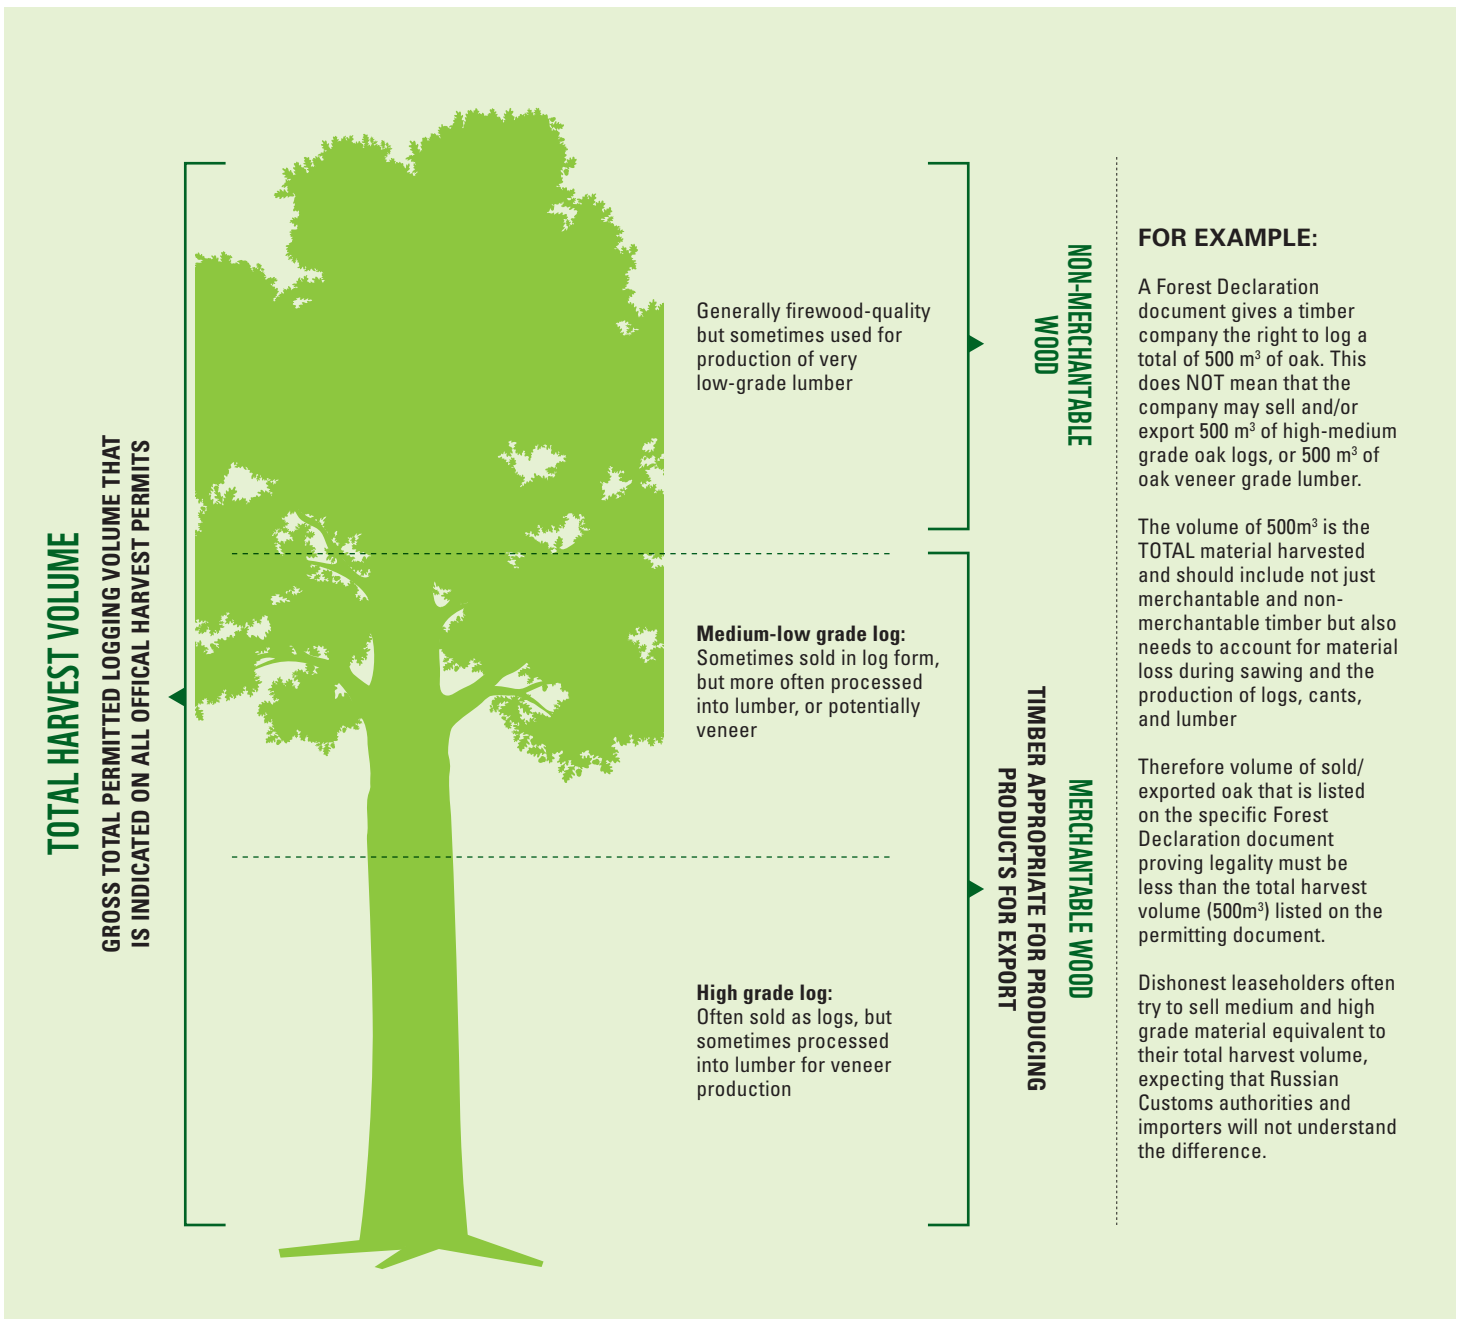 TOTAL HARVEST VOLUME
GROSS TOTAL PERMITTED LOGGING VOLUME THAT
IS INDICATED ON ALL OFFICAL HARVEST PERMITS
Generally firewood-quality
but sometimes used for
production of very
low-grade lumber
Medium-low grade log:
Sometimes sold in log form,
but more often processed
into lumber, or potentially
veneer
High grade log:
Often sold as logs, but
sometimes processed
into lumber for veneer
production
NON-MERCHANTABLE
WOOD
MERCHANTABLE WOOD
TIMBER APPROPRIATE FOR PRODUCING
PRODUCTS FOR EXPORT
FOR EXAMPLE:
A Forest Declaration
document gives a timber
company the right to log a
total of 500 m³ of oak. This
does NOT mean that the
company may sell and/or
export 500 m³ of high-medium
grade oak logs, or 500 m³ of
oak veneer grade lumber.
The volume of 500m³ is the
TOTAL material harvested
and should include not just
merchantable and non-
merchantable timber but also
needs to account for material
loss during sawing and the
production of logs, cants,
and lumber
Therefore volume of sold/
exported oak that is listed
on the specific Forest
Declaration document
proving legality must be
less than the total harvest
volume (500m³) listed on the
permitting document.
Dishonest leaseholders often
try to sell medium and high
grade material equivalent to
their total harvest volume,
expecting that Russian
Customs authorities and
importers will not understand
the difference.